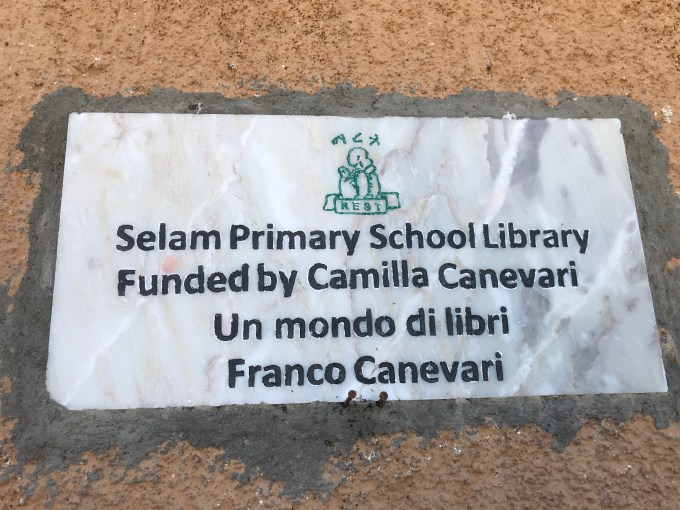 REST
Selam Primary School Library
Funded by Camilla Canevari
Un mondo di libri
Franco Canevari